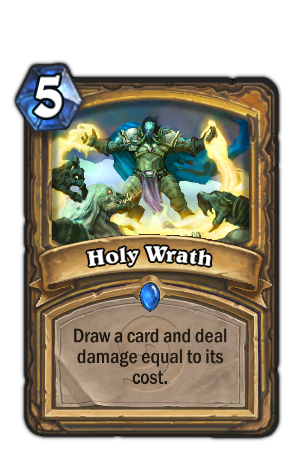 5
Holy Wrath
Draw a card and deal
damage equal to its
cost.